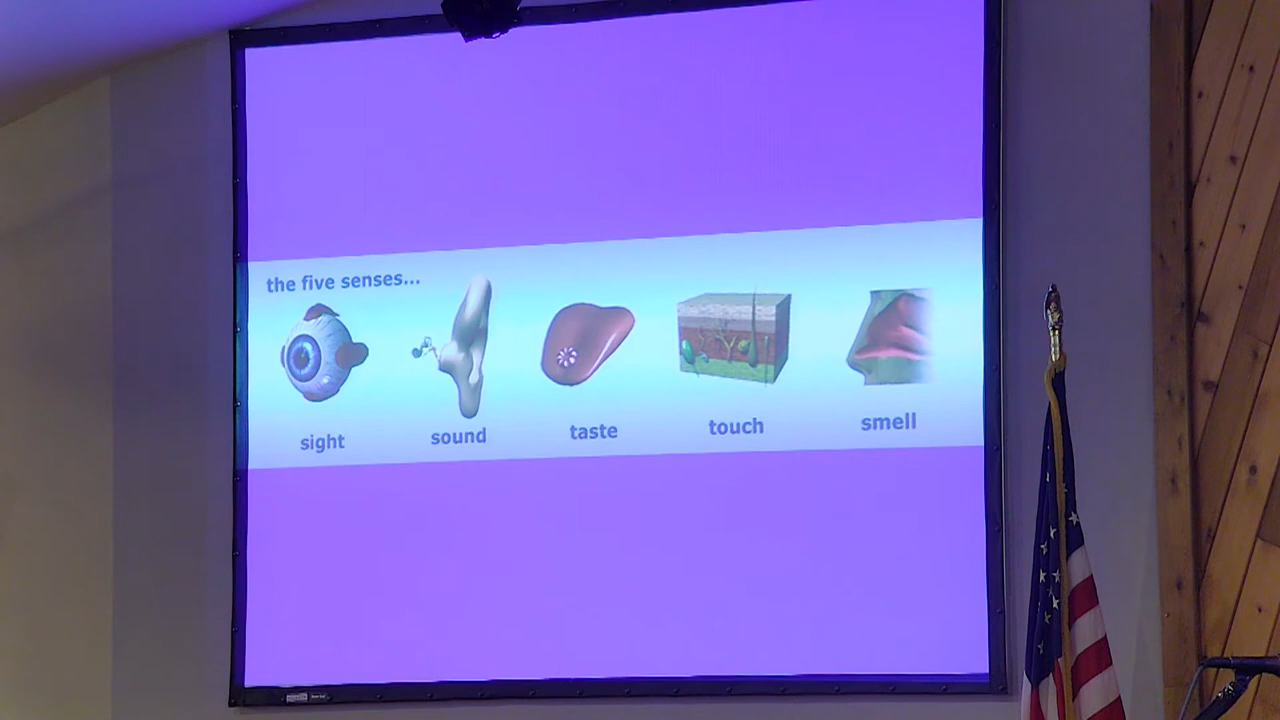 the five senses...
sight
sound
taste
touch
smell